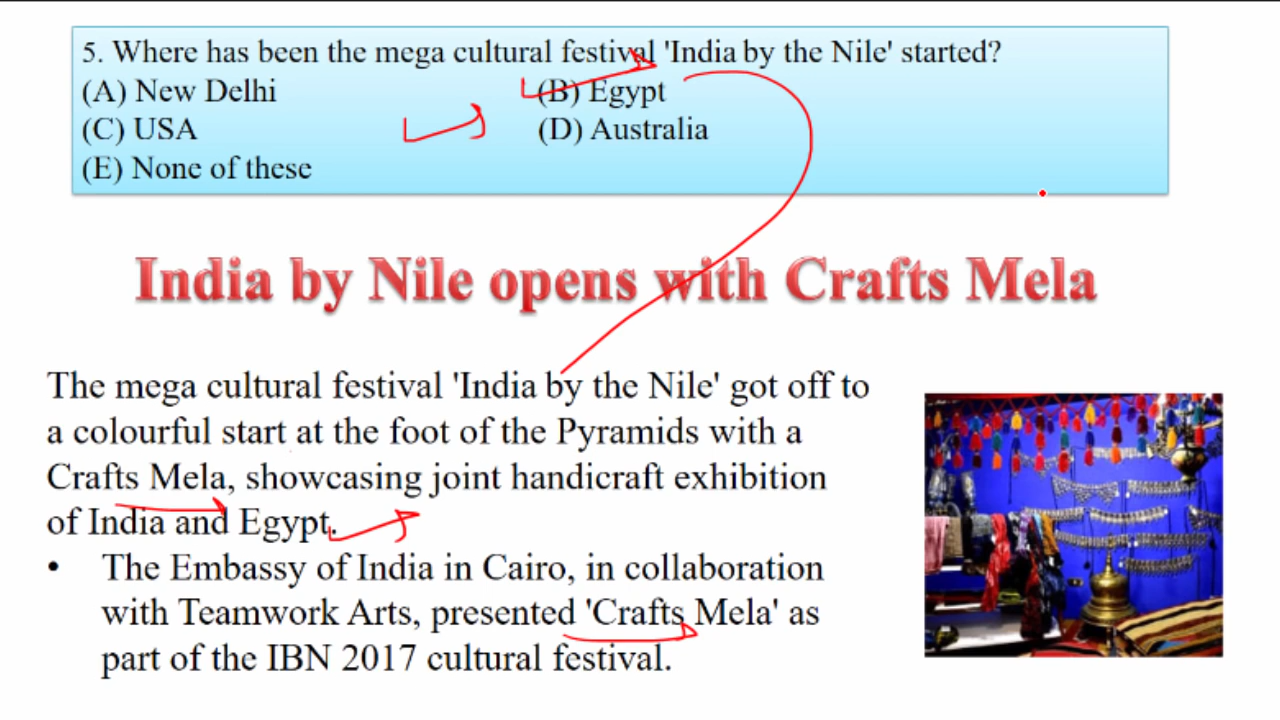 5. Where has been the mega cultural festival 'India by the Nile' started?
(A) New Delhi (B) Egypt
(C) USA (D) Australia
(E) None of these
India by Nile opens with Crafts Mela
The mega cultural festival 'India by the Nile' got off to
a colourful start at the foot of the Pyramids with a
Crafts Mela, showcasing joint handicraft exhibition
of India and Egypt.
• The Embassy of India in Cairo, in collaboration
with Teamwork Arts, presented 'Crafts Mela' as
part of the IBN 2017 cultural festival.